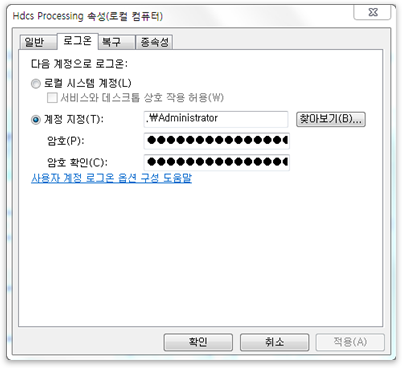 Hdcs Processing 속성(로컬 컴퓨터)
일반 로그온 복구 종속성
다음 계정으로 로그온:
로컬 시스템 계정(L)
서비스와 데스크톱 상호 작용 허용(W)
계정 지정(T): .₩Administrator 찾아보기(B)...
암호(P): ●●●●●●●●●●●●●●●
암호 확인(C): ●●●●●●●●●●●●●●●
사용자 계정 로그온 옵션 구성 도움말
확인 취소 적용(A)